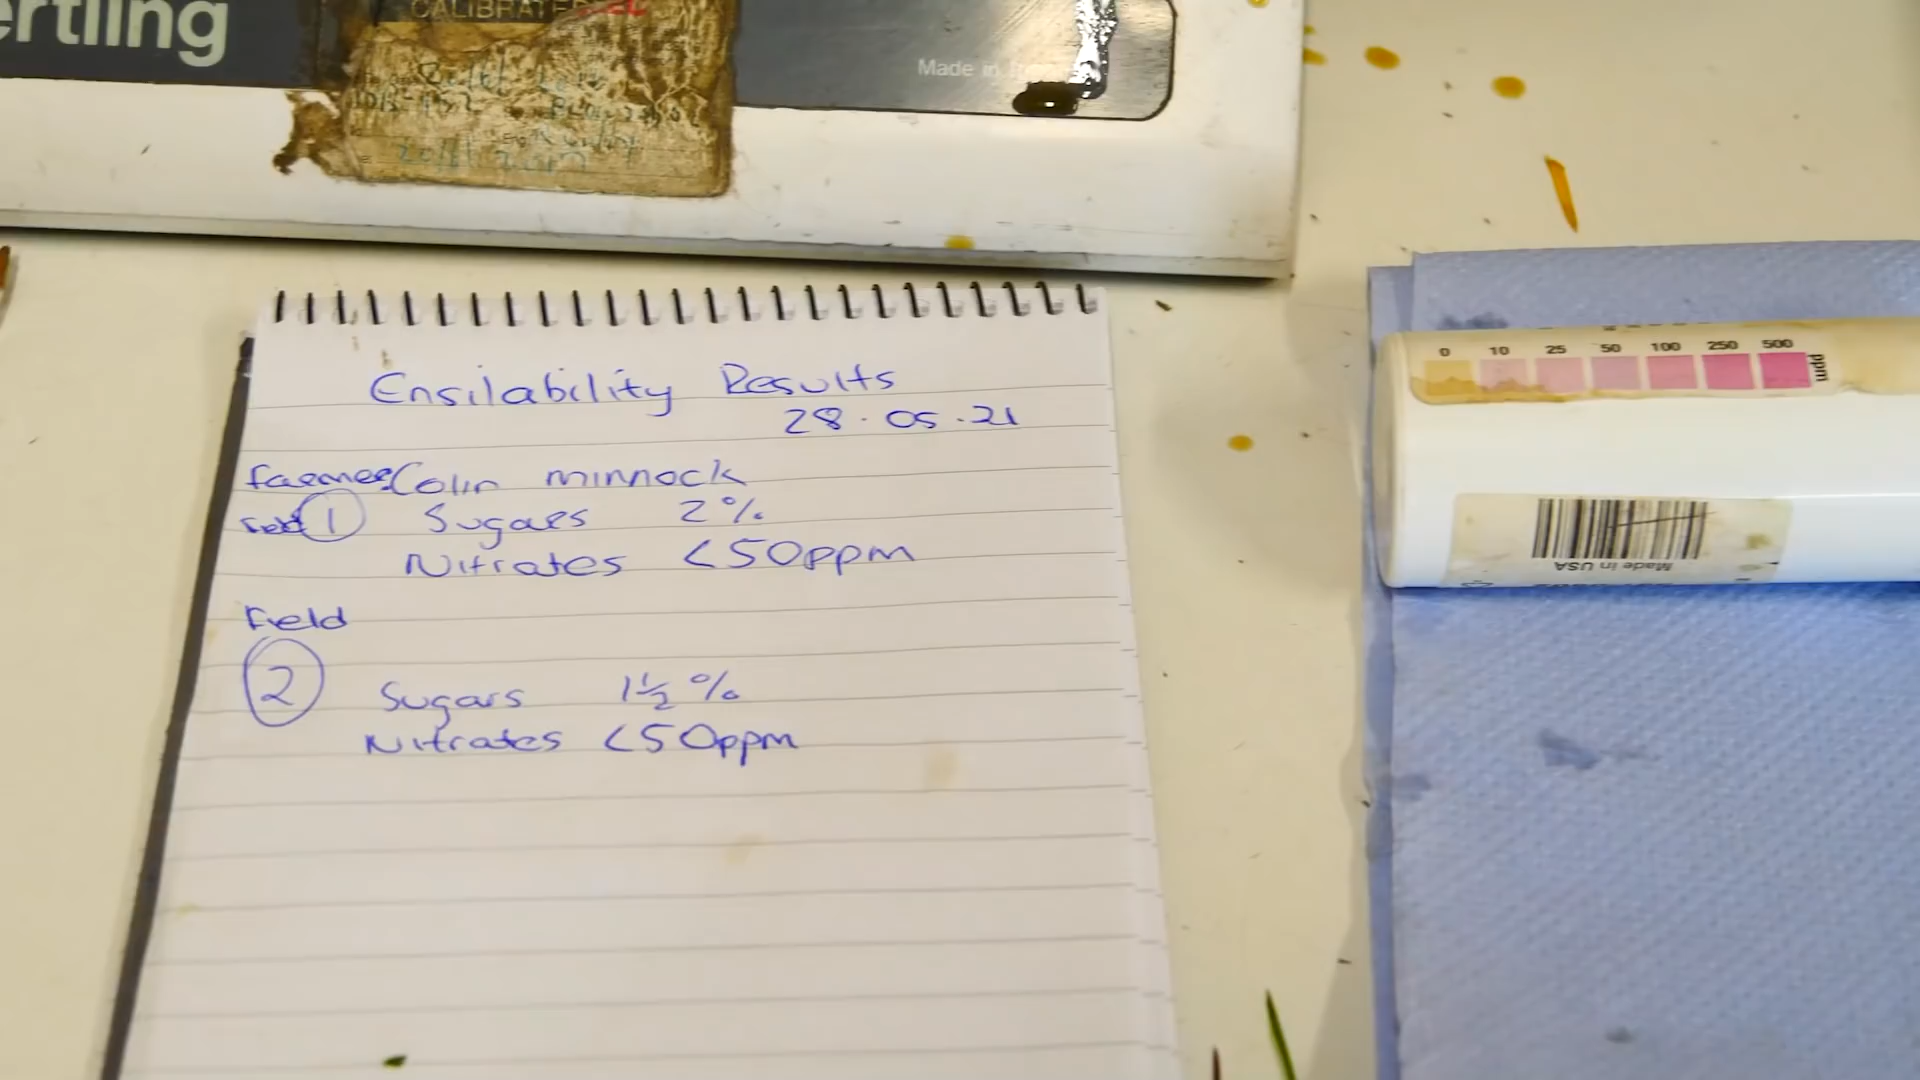 ertling
CALIBRATED
Made in
Ensilability Results
28.05.21
Farmer: Colin minnock
Field 1 Sugars 2%
Nitrates <50ppm
Field
2 Sugars 1½%
Nitrates <50ppm
0 10 25 50 100 250 500 ppm
Made in USA